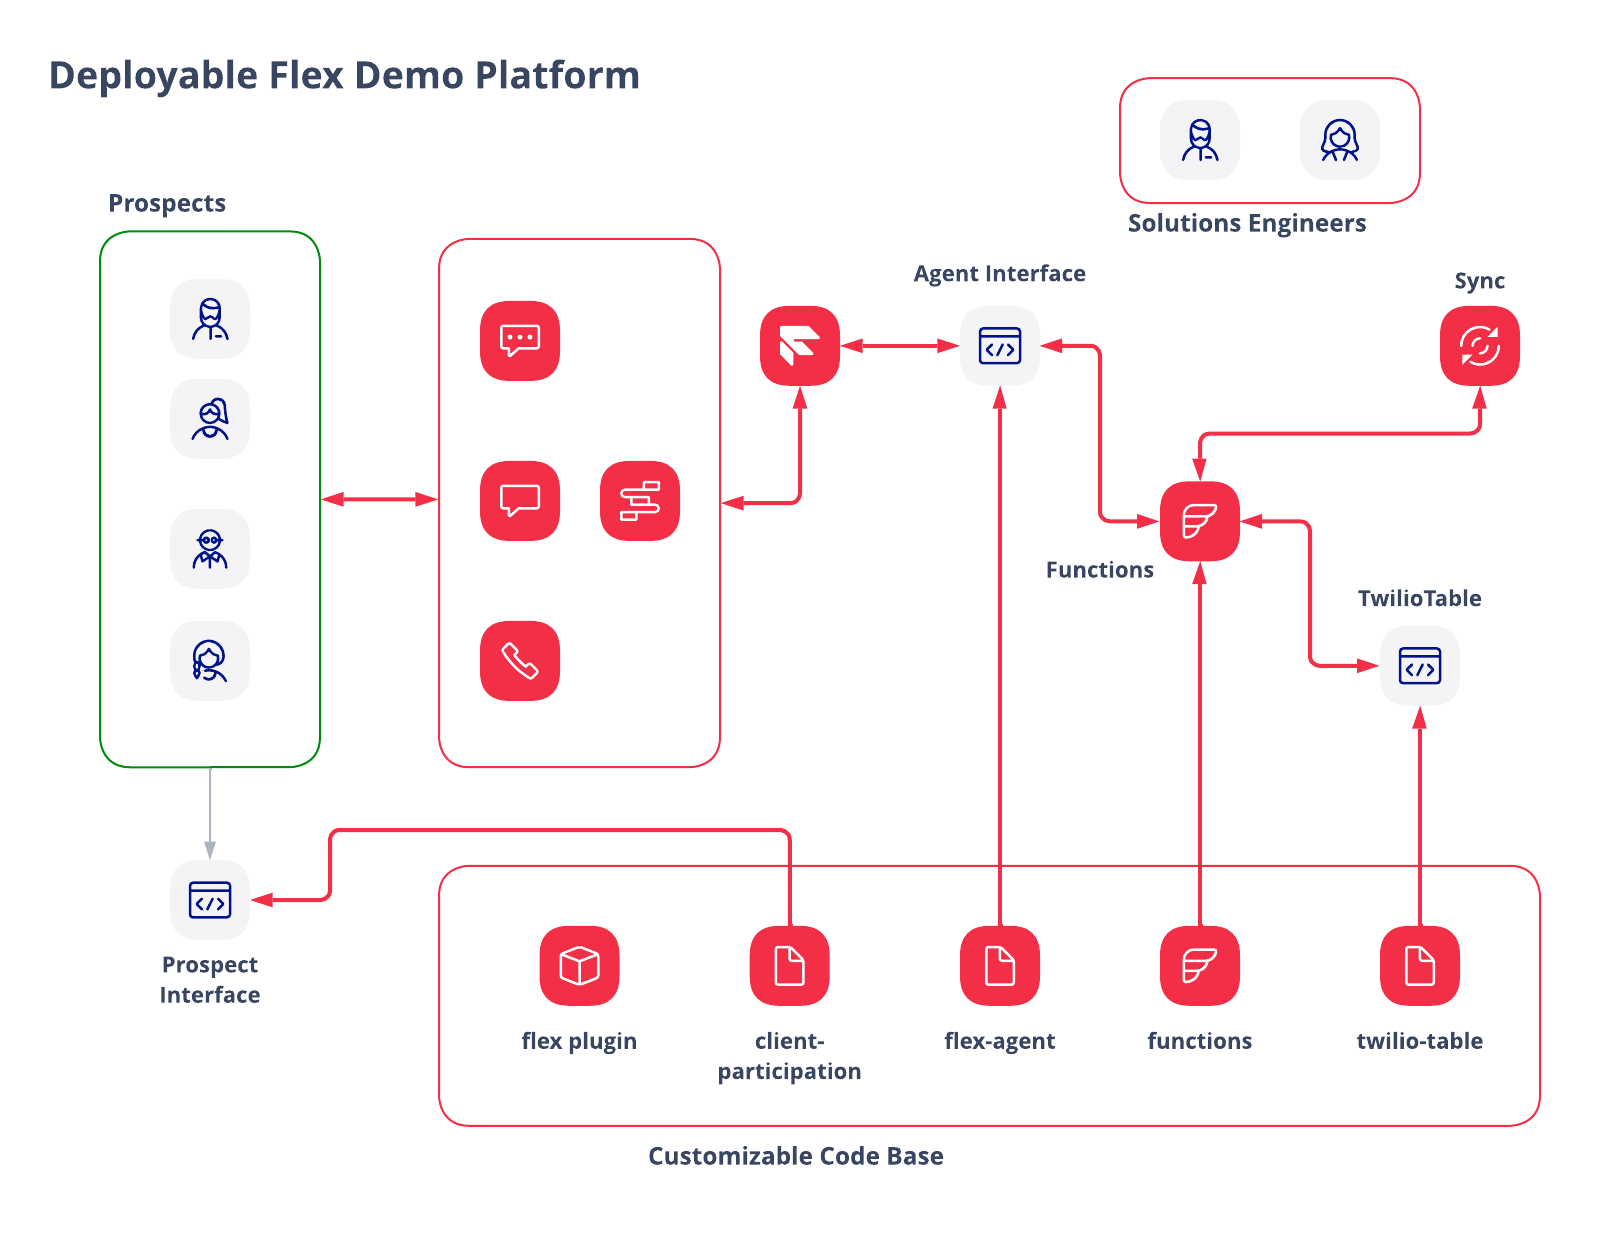 Deployable Flex Demo Platform
Prospects
Solutions Engineers
Agent Interface
Sync
Functions
TwilioTable
Prospect
Interface
flex plugin
client-
participation
flex-agent
functions
twilio-table
Customizable Code Base